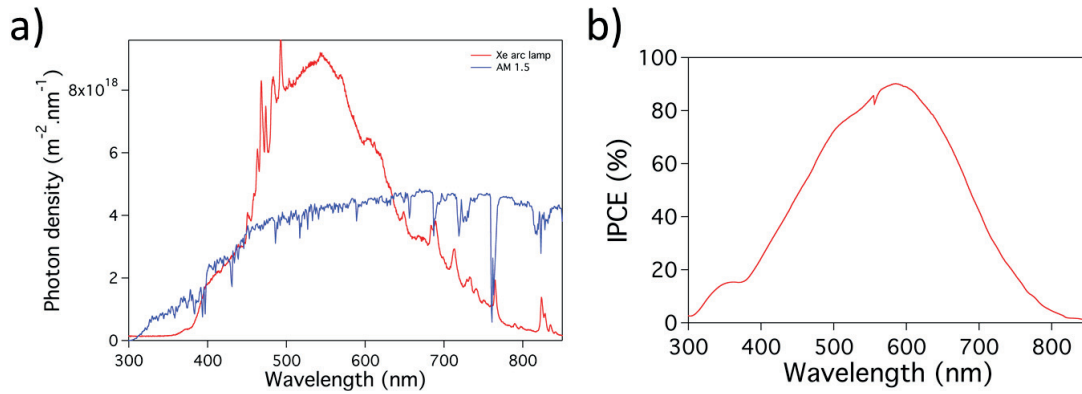 a)
Photon density (m⁻².nm⁻¹)
8x10¹⁸
6
4
2
0
Xe arc lamp
AM 1.5
300 400 500 600 700 800
Wavelength (nm)
b)
IPCE (%)
100
80
60
40
20
0
300 400 500 600 700 800
Wavelength (nm)